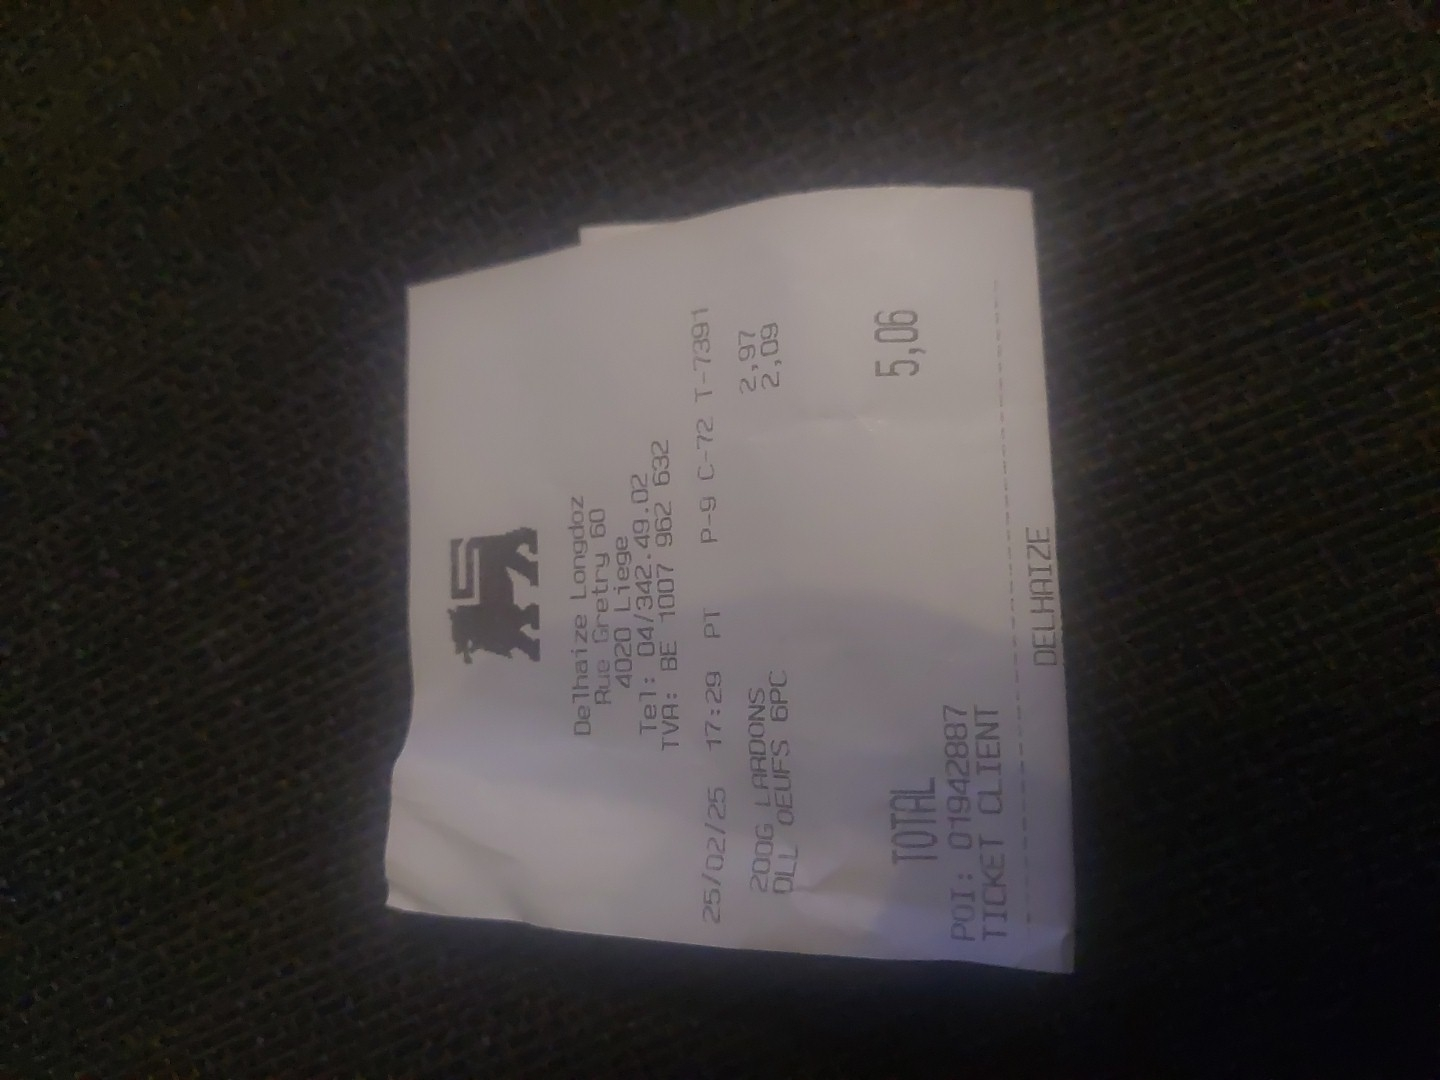 Delhaize Longdoz
Rue Gretry 60
4020 Liege
Tel: 04/342.49.02
TVA: BE 1007 962 632
25/02/25 17:29 PT P-9 C-72 T-7391
200G LARDONS 2,97
DLL OEUFS 6PC 2,09
TOTAL 5,06
POI: 01942887
TICKET CLIENT
DELHAIZE